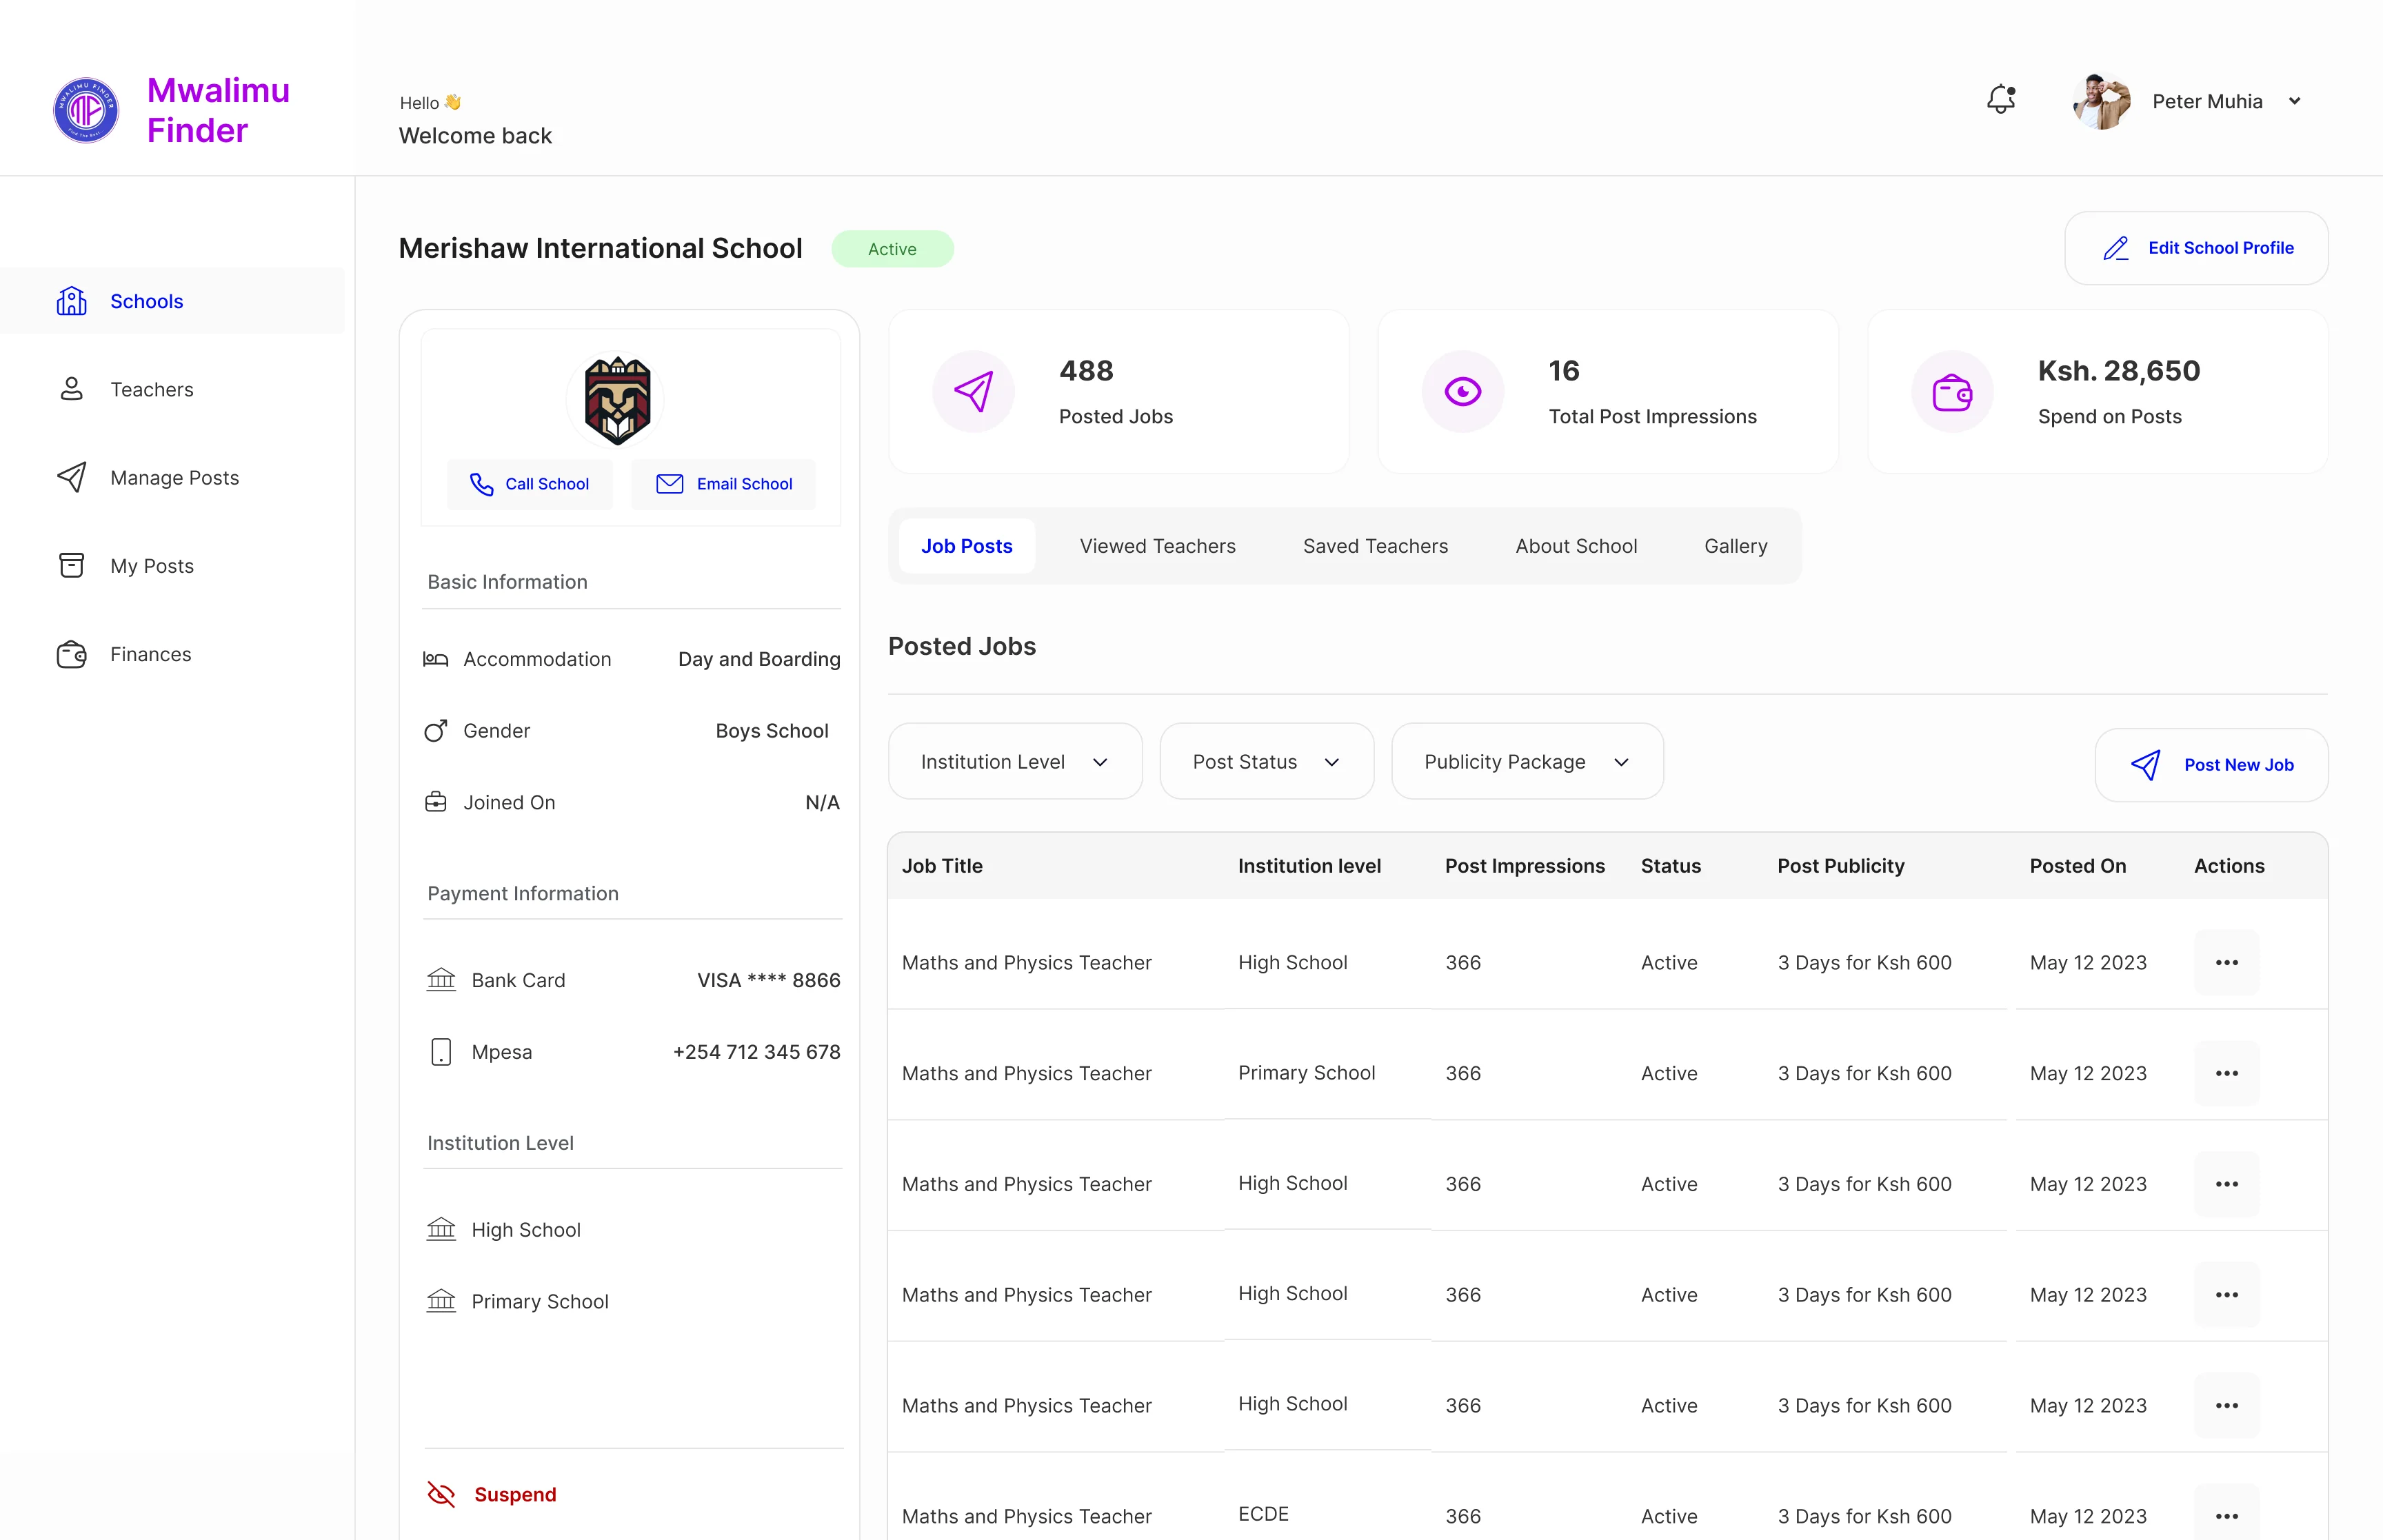 MWALIMU FINDER
MF
Find the Best
Mwalimu
Finder
Hello 👋
Welcome back
Peter Muhia
Schools
Teachers
Manage Posts
My Posts
Finances
Merishaw International School
Active
Edit School Profile
Call School
Email School
Basic Information
Accommodation Day and Boarding
Gender Boys School
Joined On N/A
Payment Information
Bank Card VISA **** 8866
Mpesa +254 712 345 678
Institution Level
High School
Primary School
Suspend
488
Posted Jobs
16
Total Post Impressions
Ksh. 28,650
Spend on Posts
Job Posts Viewed Teachers Saved Teachers About School Gallery
Posted Jobs
Institution Level Post Status Publicity Package
Post New Job
Job Title Institution level Post Impressions Status Post Publicity Posted On Actions
Maths and Physics Teacher High School 366 Active 3 Days for Ksh 600 May 12 2023
Maths and Physics Teacher Primary School 366 Active 3 Days for Ksh 600 May 12 2023
Maths and Physics Teacher High School 366 Active 3 Days for Ksh 600 May 12 2023
Maths and Physics Teacher High School 366 Active 3 Days for Ksh 600 May 12 2023
Maths and Physics Teacher High School 366 Active 3 Days for Ksh 600 May 12 2023
Maths and Physics Teacher ECDE 366 Active 3 Days for Ksh 600 May 12 2023